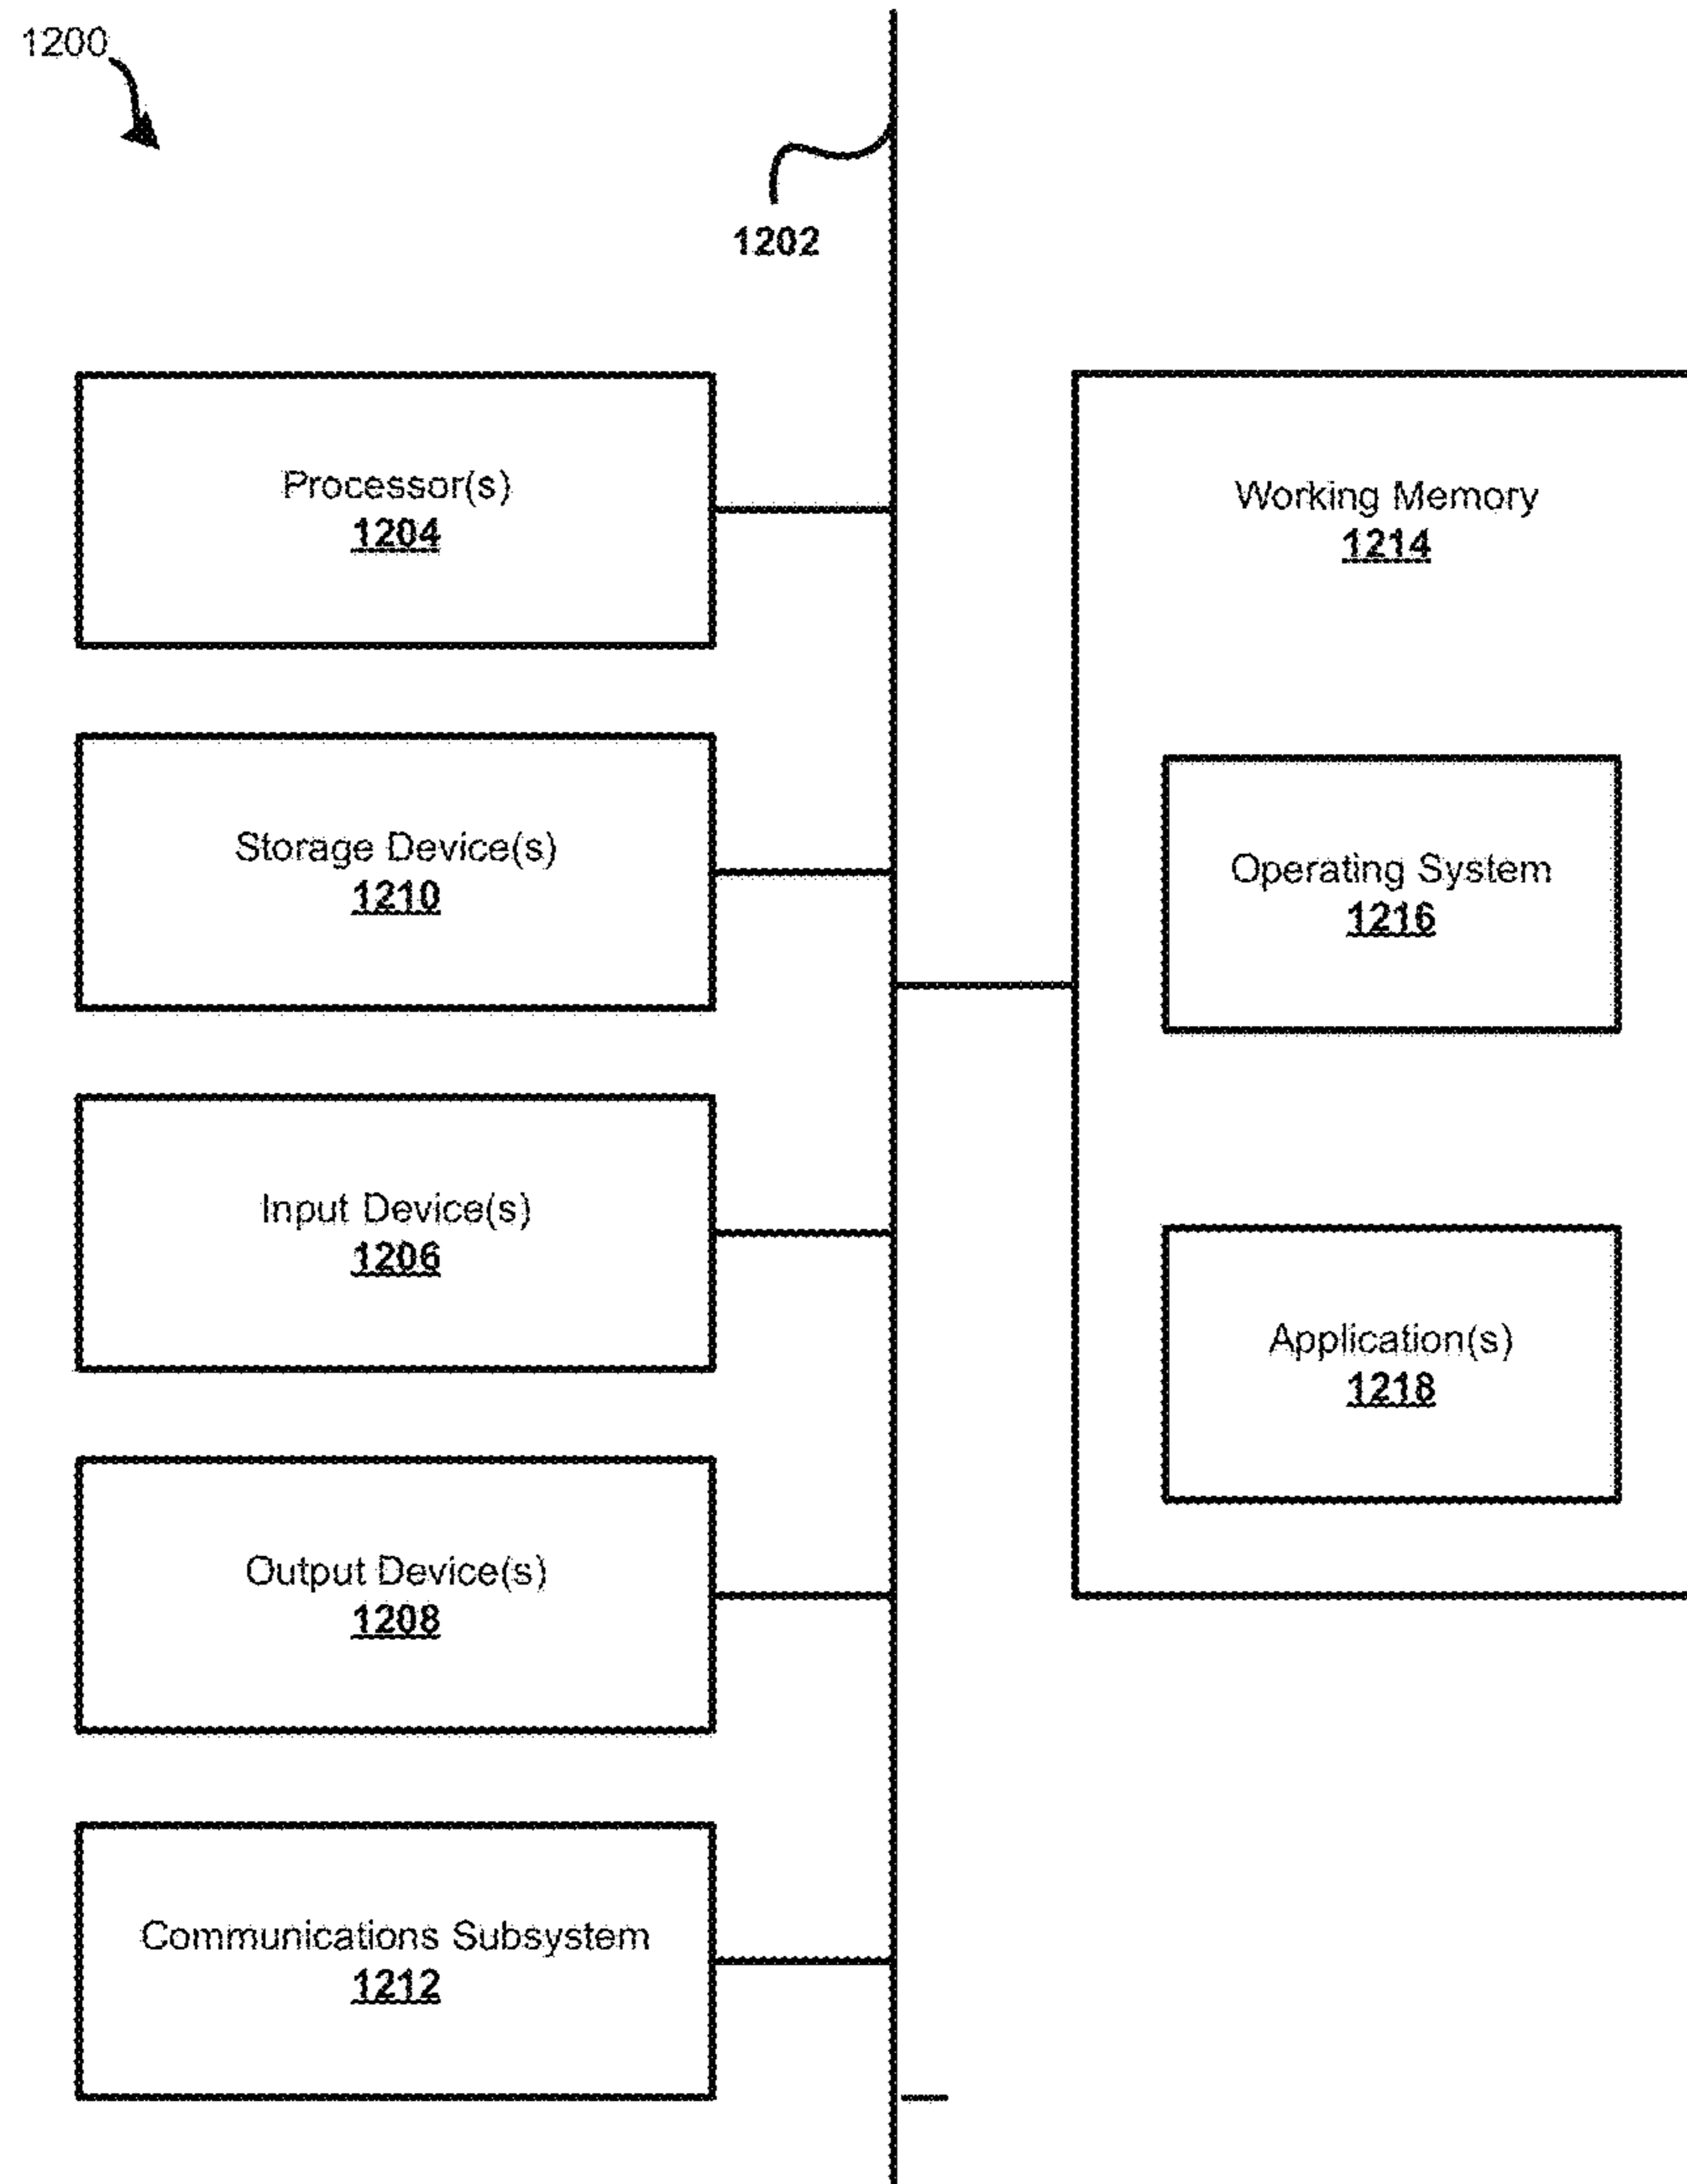 1200
1202
Processor(s)
1204
Storage Device(s)
1210
Input Device(s)
1206
Output Device(s)
1208
Communications Subsystem
1212
Working Memory
1214
Operating System
1216
Application(s)
1218